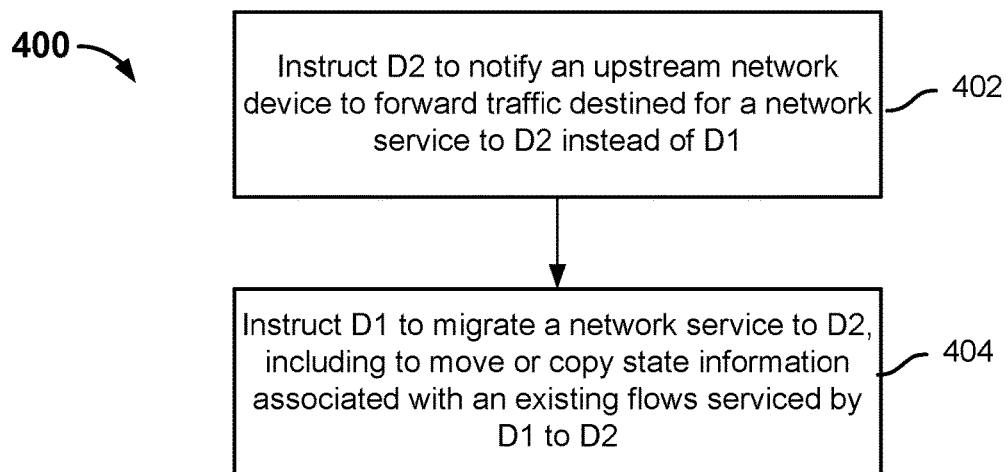 400
Instruct D2 to notify an upstream network
device to forward traffic destined for a network
service to D2 instead of D1
402
Instruct D1 to migrate a network service to D2,
including to move or copy state information
associated with an existing flows serviced by
D1 to D2
404